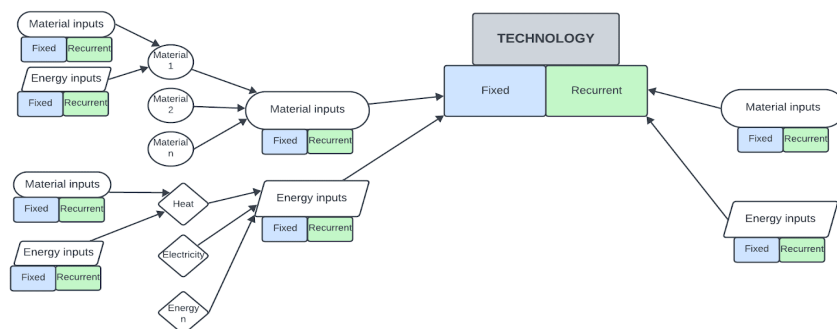 Material inputs
Fixed Recurrent
Energy inputs
Fixed Recurrent
Material
1
Material
2
Material
n
Material inputs
Fixed Recurrent
TECHNOLOGY
Fixed Recurrent
Material inputs
Fixed Recurrent
Material inputs
Fixed Recurrent
Energy inputs
Fixed Recurrent
Heat
Electricity
Energy
n
Energy inputs
Fixed Recurrent
Energy inputs
Fixed Recurrent